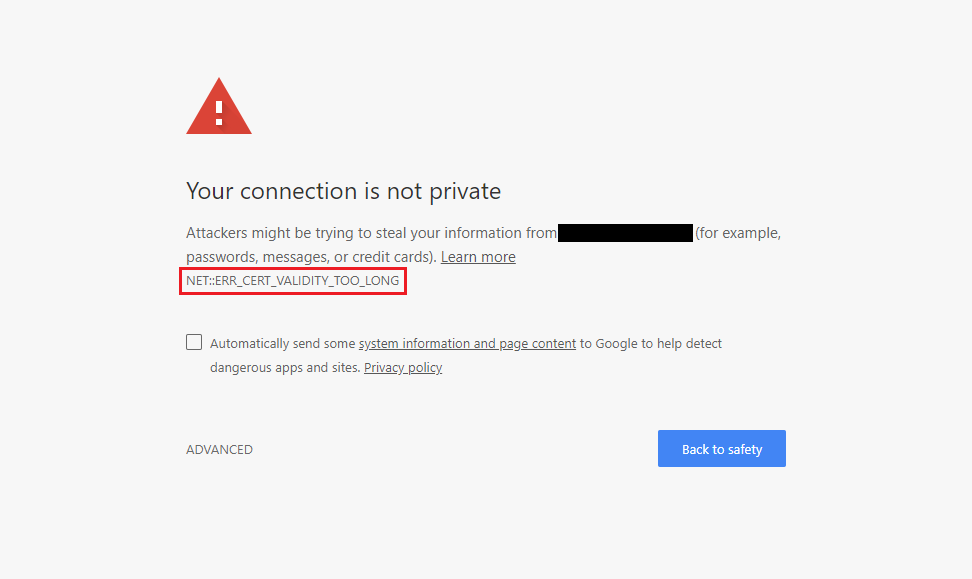 Your connection is not private
Attackers might be trying to steal your information from (for example,
passwords, messages, or credit cards). Learn more
NET::ERR_CERT_VALIDITY_TOO_LONG
Automatically send some system information and page content to Google to help detect
dangerous apps and sites. Privacy policy
ADVANCED
Back to safety